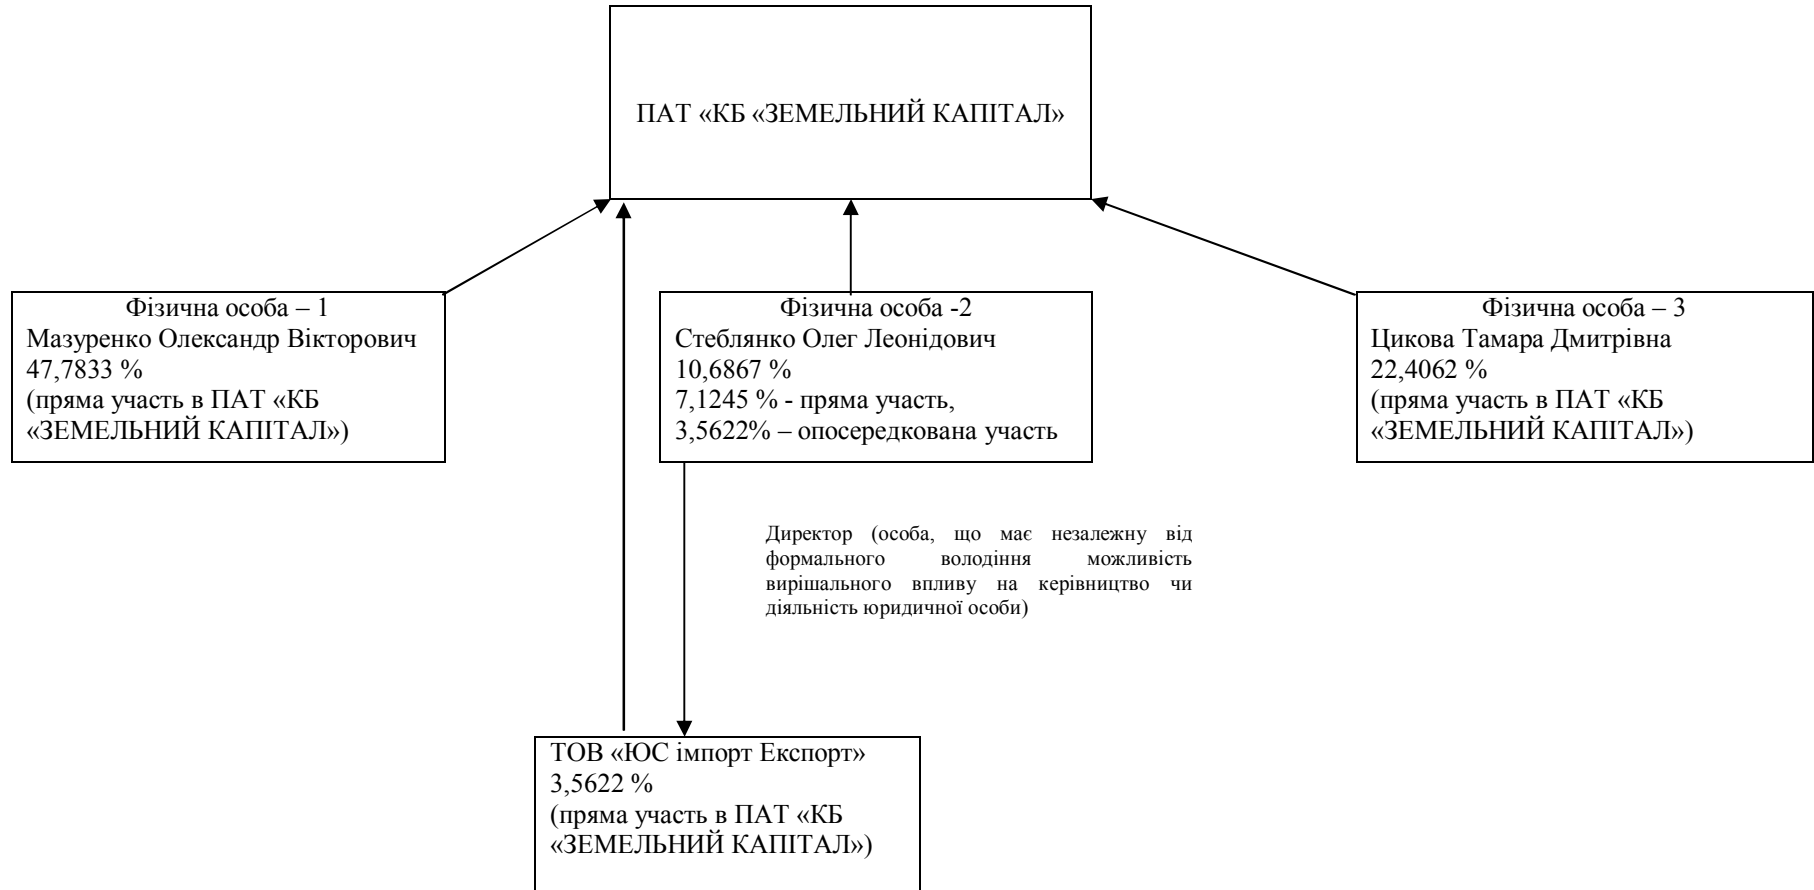 ПАТ «КБ «ЗЕМЕЛЬНИЙ КАПІТАЛ»
Фізична особа – 1
Мазуренко Олександр Вікторович
47,7833 %
(пряма участь в ПАТ «КБ
«ЗЕМЕЛЬНИЙ КАПІТАЛ»)
Фізична особа -2
Стеблянко Олег Леонідович
10,6867 %
7,1245 % - пряма участь,
3,5622% – опосередкована участь
Фізична особа – 3
Цикова Тамара Дмитрівна
22,4062 %
(пряма участь в ПАТ «КБ
«ЗЕМЕЛЬНИЙ КАПІТАЛ»)
Директор (особа, що має незалежну від
формального володіння можливість
вирішального впливу на керівництво чи
діяльність юридичної особи)
ТОВ «ЮС імпорт Експорт»
3,5622 %
(пряма участь в ПАТ «КБ
«ЗЕМЕЛЬНИЙ КАПІТАЛ»)